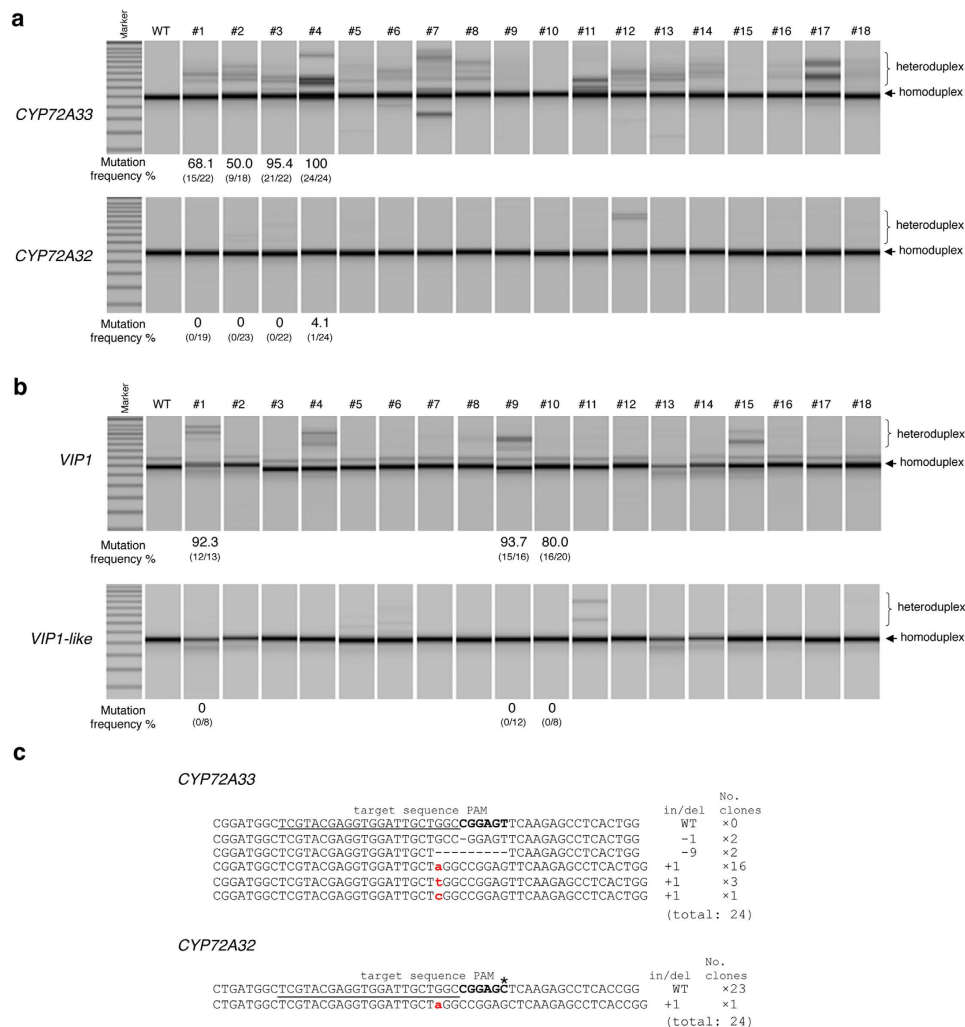 a
Marker WT #1 #2 #3 #4 #5 #6 #7 #8 #9 #10 #11 #12 #13 #14 #15 #16 #17 #18
heteroduplex
homoduplex
CYP72A33
Mutation 68.1 50.0 95.4 100
frequency % (15/22) (9/18) (21/22) (24/24)
heteroduplex
CYP72A32
homoduplex
Mutation 0 0 0 4.1
frequency % (0/19) (0/23) (0/22) (1/24)
b
Marker WT #1 #2 #3 #4 #5 #6 #7 #8 #9 #10 #11 #12 #13 #14 #15 #16 #17 #18
heteroduplex
VIP1
homoduplex
Mutation 92.3 93.7 80.0
frequency % (12/13) (15/16) (16/20)
heteroduplex
VIP1-like
homoduplex
Mutation 0 0 0
frequency % (0/8) (0/12) (0/8)
c
CYP72A33
No.
target sequence PAM in/del clones
CGGATGGCTCGTACGAGGTGGATTGCTGGCCGGAGTTCAAGAGCCTCACTGG WT ×0
CGGATGGCTCGTACGAGGTGGATTGCTGCC-GGAGTTCAAGAGCCTCACTGG -1 ×2
CGGATGGCTCGTACGAGGTGGATTGCT---------TCAAGAGCCTCACTGG -9 ×2
CGGATGGCTCGTACGAGGTGGATTGCTaGGCCGGAGTTCAAGAGCCTCACTGG +1 ×16
CGGATGGCTCGTACGAGGTGGATTGCTtGGCCGGAGTTCAAGAGCCTCACTGG +1 ×3
CGGATGGCTCGTACGAGGTGGATTGCTcGGCCGGAGTTCAAGAGCCTCACTGG +1 ×1
(total: 24)
CYP72A32
No.
target sequence PAM * in/del clones
CTGATGGCTCGTACGAGGTGGATTGCTGGCCGGAGCTCAAGAGCCTCACCGG WT ×23
CTGATGGCTCGTACGAGGTGGATTGCTaGGCCGGAGCTCAAGAGCCTCACCGG +1 ×1
(total: 24)